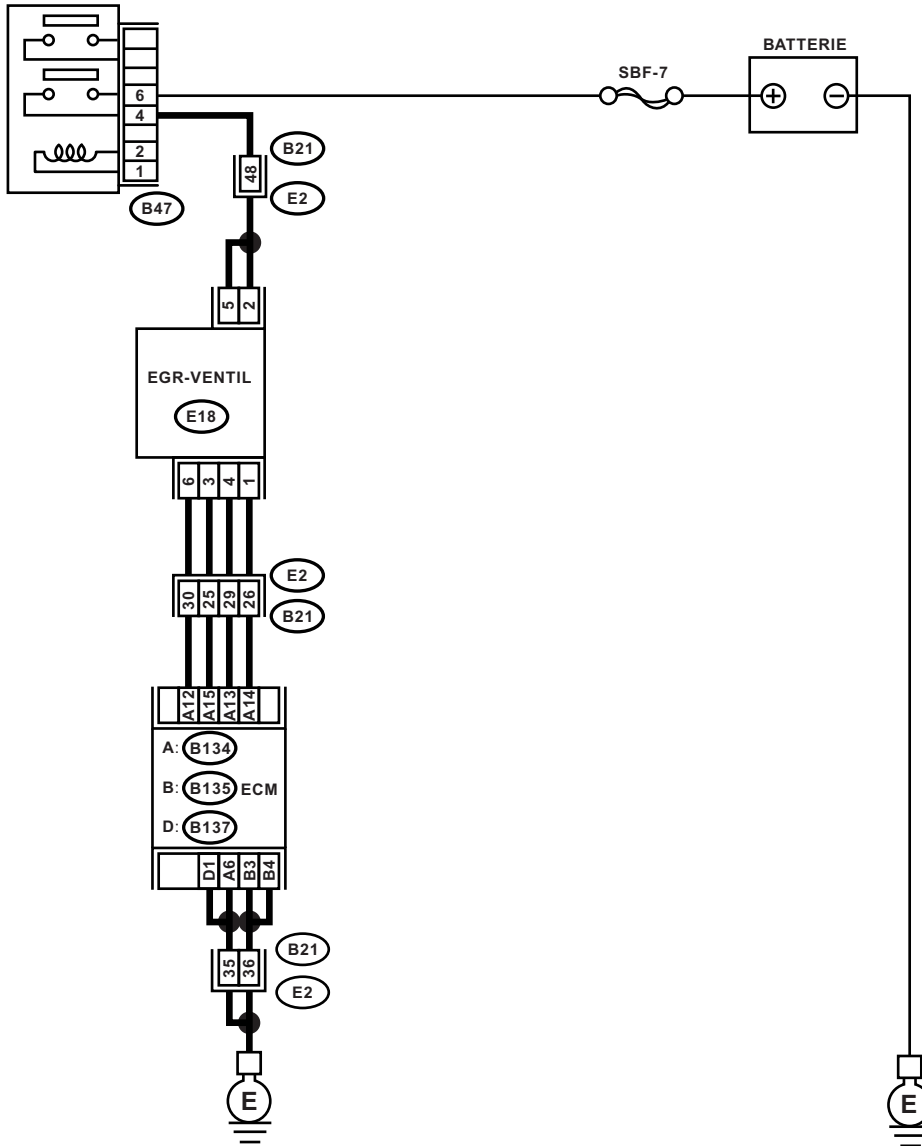 BATTERIE
SBF-7
6
4
2
1
B47
48
B21
E2
5 2
EGR-VENTIL
E18
6 3 4 1
E2
30 25 29 26
B21
A12 A15 A13 A14
A: B134
B: B135 ECM
D: B137
D1 A6 B3 B4
B21
35 36
E2
E
E